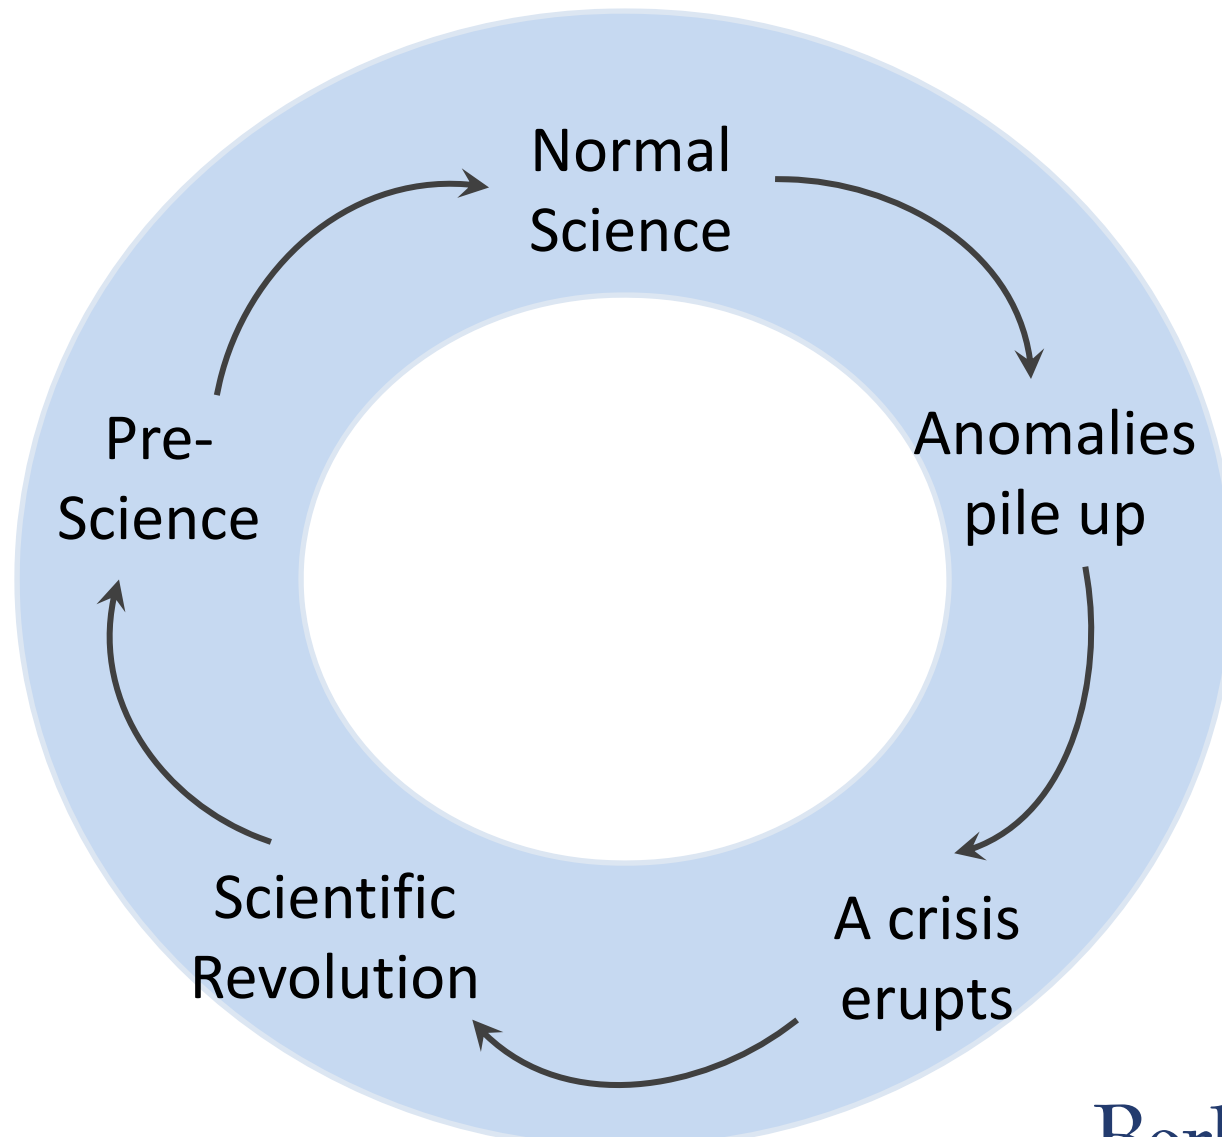 Normal
Science
Pre-
Science
Anomalies
pile up
Scientific
Revolution
A crisis
erupts